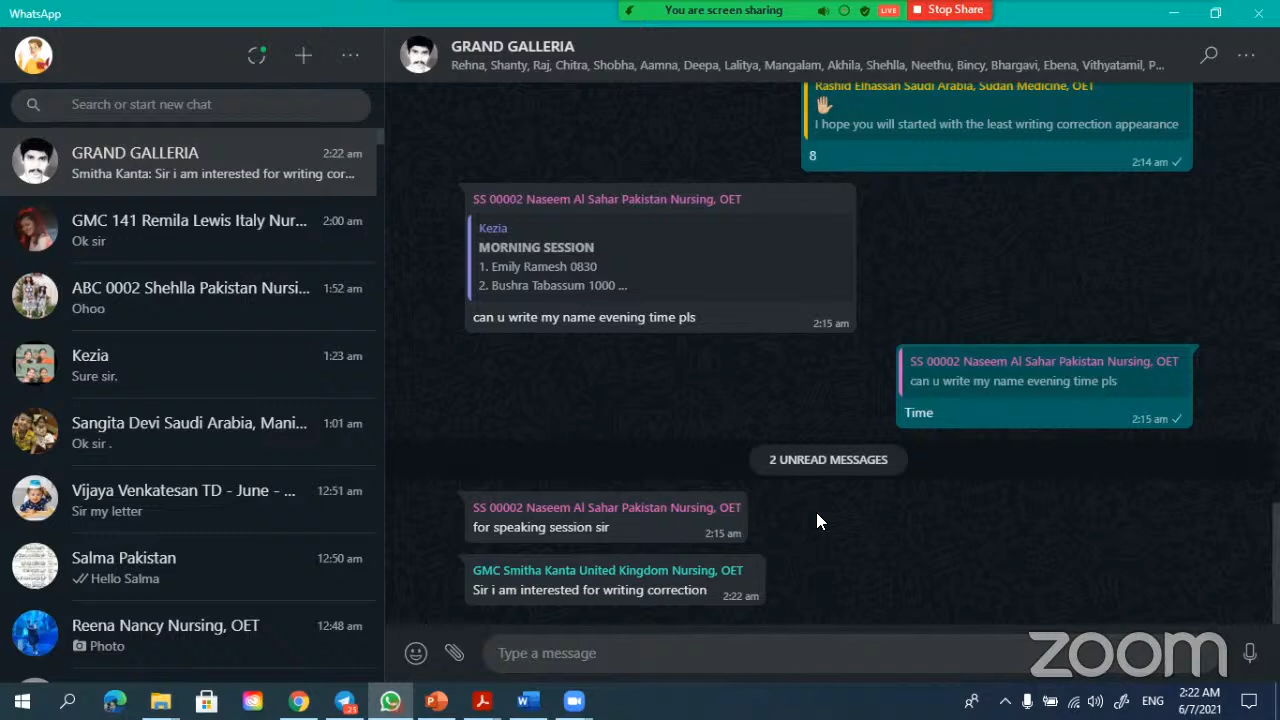 WhatsApp
You are screen sharing
LIVE
Stop Share
Search or start new chat
GRAND GALLERIA
2:22 am
Smitha Kanta: Sir i am interested for writing cor...
GMC 141 Remila Lewis Italy Nur...
2:00 am
Ok sir
ABC 0002 Shehlla Pakistan Nursi...
1:52 am
Ohoo
Kezia
1:23 am
Sure sir.
Sangita Devi Saudi Arabia, Mani...
1:01 am
Ok sir .
Vijaya Venkatesan TD - June - ...
12:51 am
Sir my letter
Salma Pakistan
12:50 am
Hello Salma
Reena Nancy Nursing, OET
12:48 am
Photo
GRAND GALLERIA
Rehna, Shanty, Raj, Chitra, Shobha, Aamna, Deepa, Lalitya, Mangalam, Akhila, Shehlla, Neethu, Bincy, Bhargavi, Ebena, Vithyatamil, P...
Rashid Elhassan Saudi Arabia, Sudan Medicine, OET
I hope you will started with the least writing correction appearance
8
2:14 am
SS 00002 Naseem Al Sahar Pakistan Nursing, OET
Kezia
MORNING SESSION
1. Emily Ramesh 0830
2. Bushra Tabassum 1000 ...
can u write my name evening time pls
2:15 am
SS 00002 Naseem Al Sahar Pakistan Nursing, OET
can u write my name evening time pls
Time
2:15 am
2 UNREAD MESSAGES
SS 00002 Naseem Al Sahar Pakistan Nursing, OET
for speaking session sir
2:15 am
GMC Smitha Kanta United Kingdom Nursing, OET
Sir i am interested for writing correction
2:22 am
Type a message
zoom
25
ENG
2:22 AM
6/7/2021